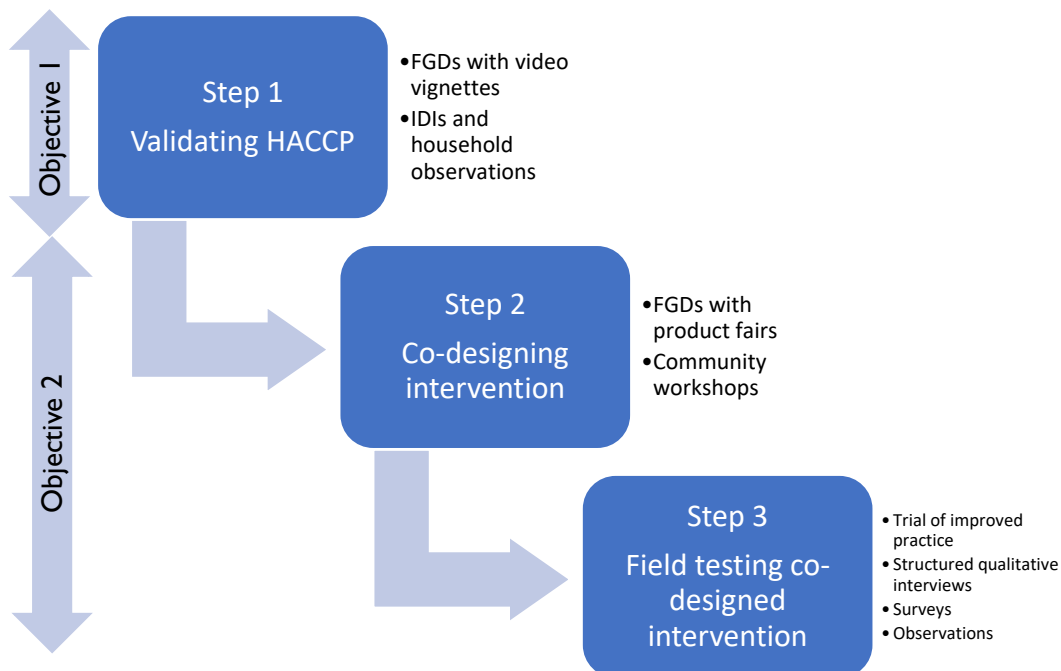 Objective 1
Step 1
Validating HACCP
•FGDs with video
vignettes
•IDIs and
household
observations
Objective 2
Step 2
Co-designing
intervention
•FGDs with
product fairs
•Community
workshops
Step 3
Field testing co-
designed
intervention
•Trial of improved
practice
•Structured qualitative
interviews
•Surveys
•Observations